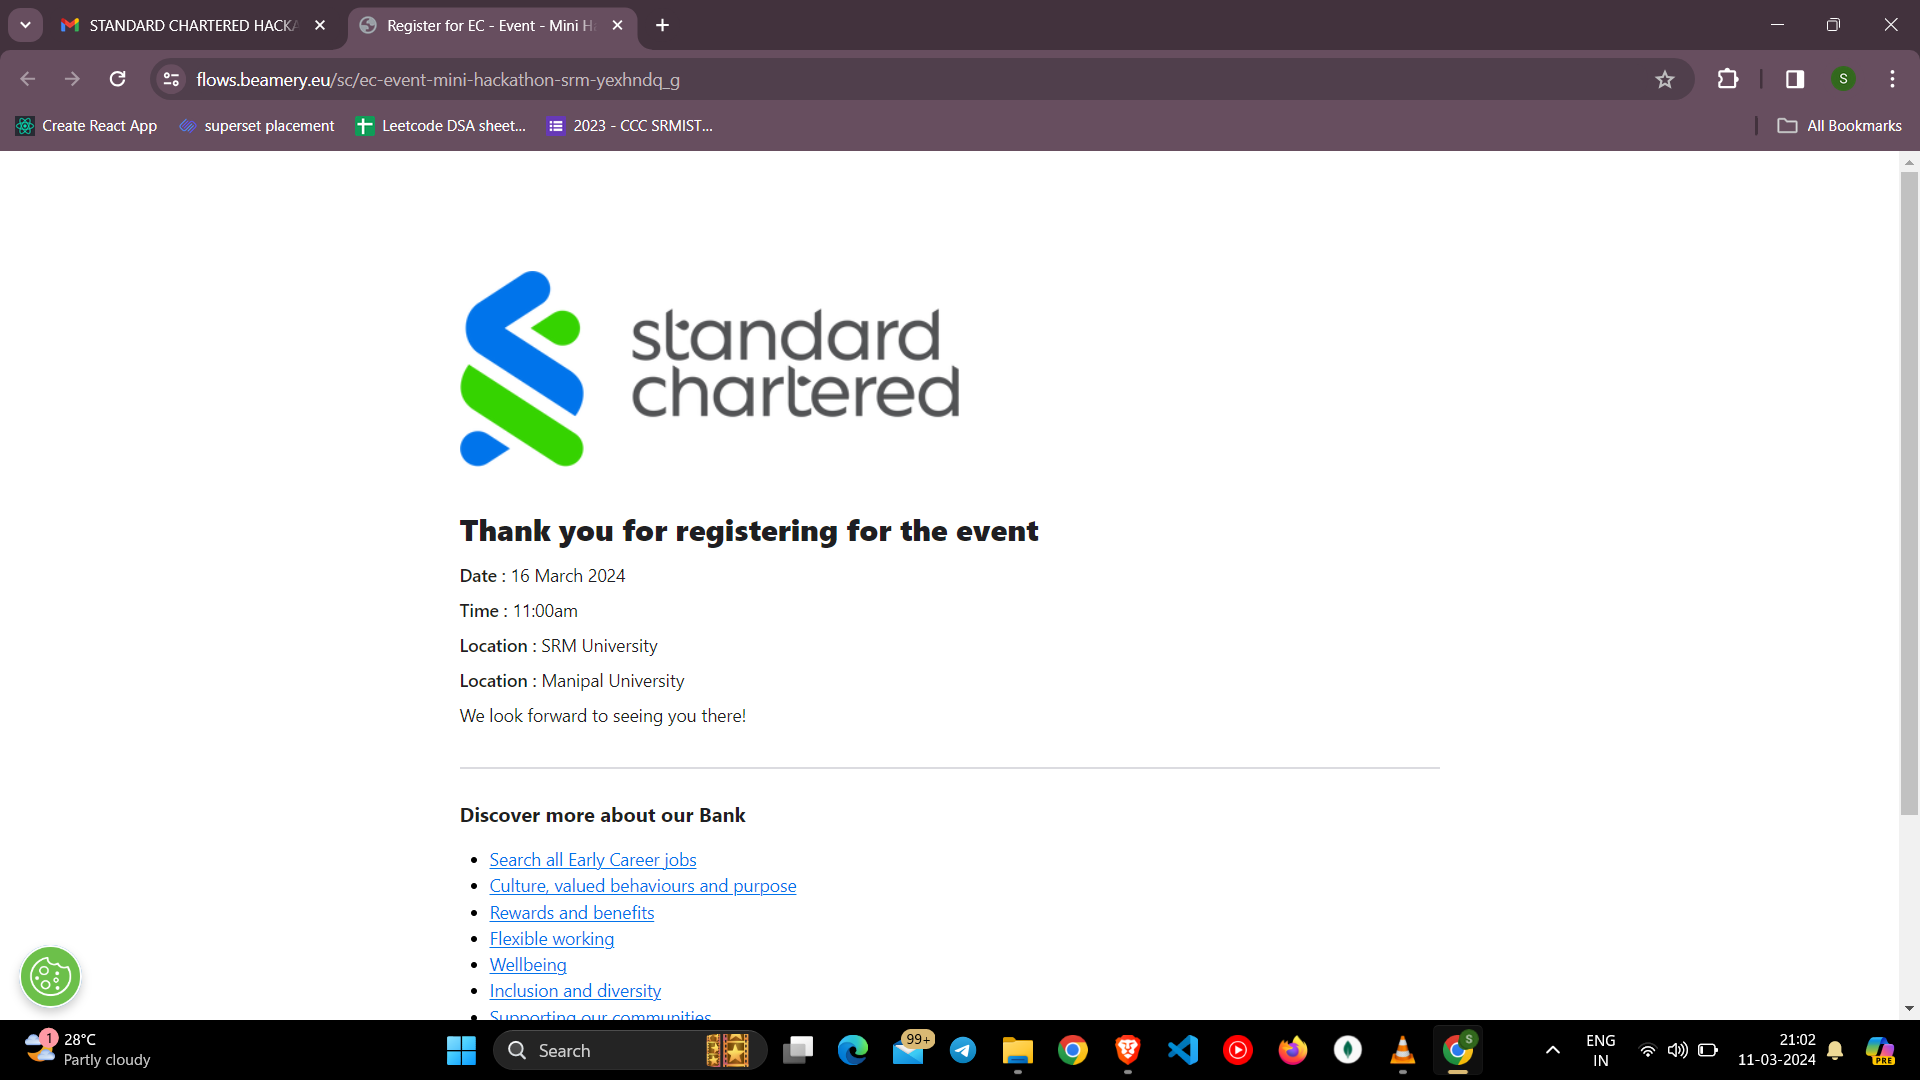 STANDARD CHARTERED HACKA
Register for EC - Event - Mini H
flows.beamery.eu/sc/ec-event-mini-hackathon-srm-yexhndq_g
S
Create React App
superset placement
Leetcode DSA sheet...
2023 - CCC SRMIST...
All Bookmarks
standard
chartered
Thank you for registering for the event
Date : 16 March 2024
Time : 11:00am
Location : SRM University
Location : Manipal University
We look forward to seeing you there!
Discover more about our Bank
Search all Early Career jobs
Culture, valued behaviours and purpose
Rewards and benefits
Flexible working
Wellbeing
Inclusion and diversity
Supporting our communities
1
28°C
Partly cloudy
Search
99+
S
ENG
IN
21:02
11-03-2024
PRE